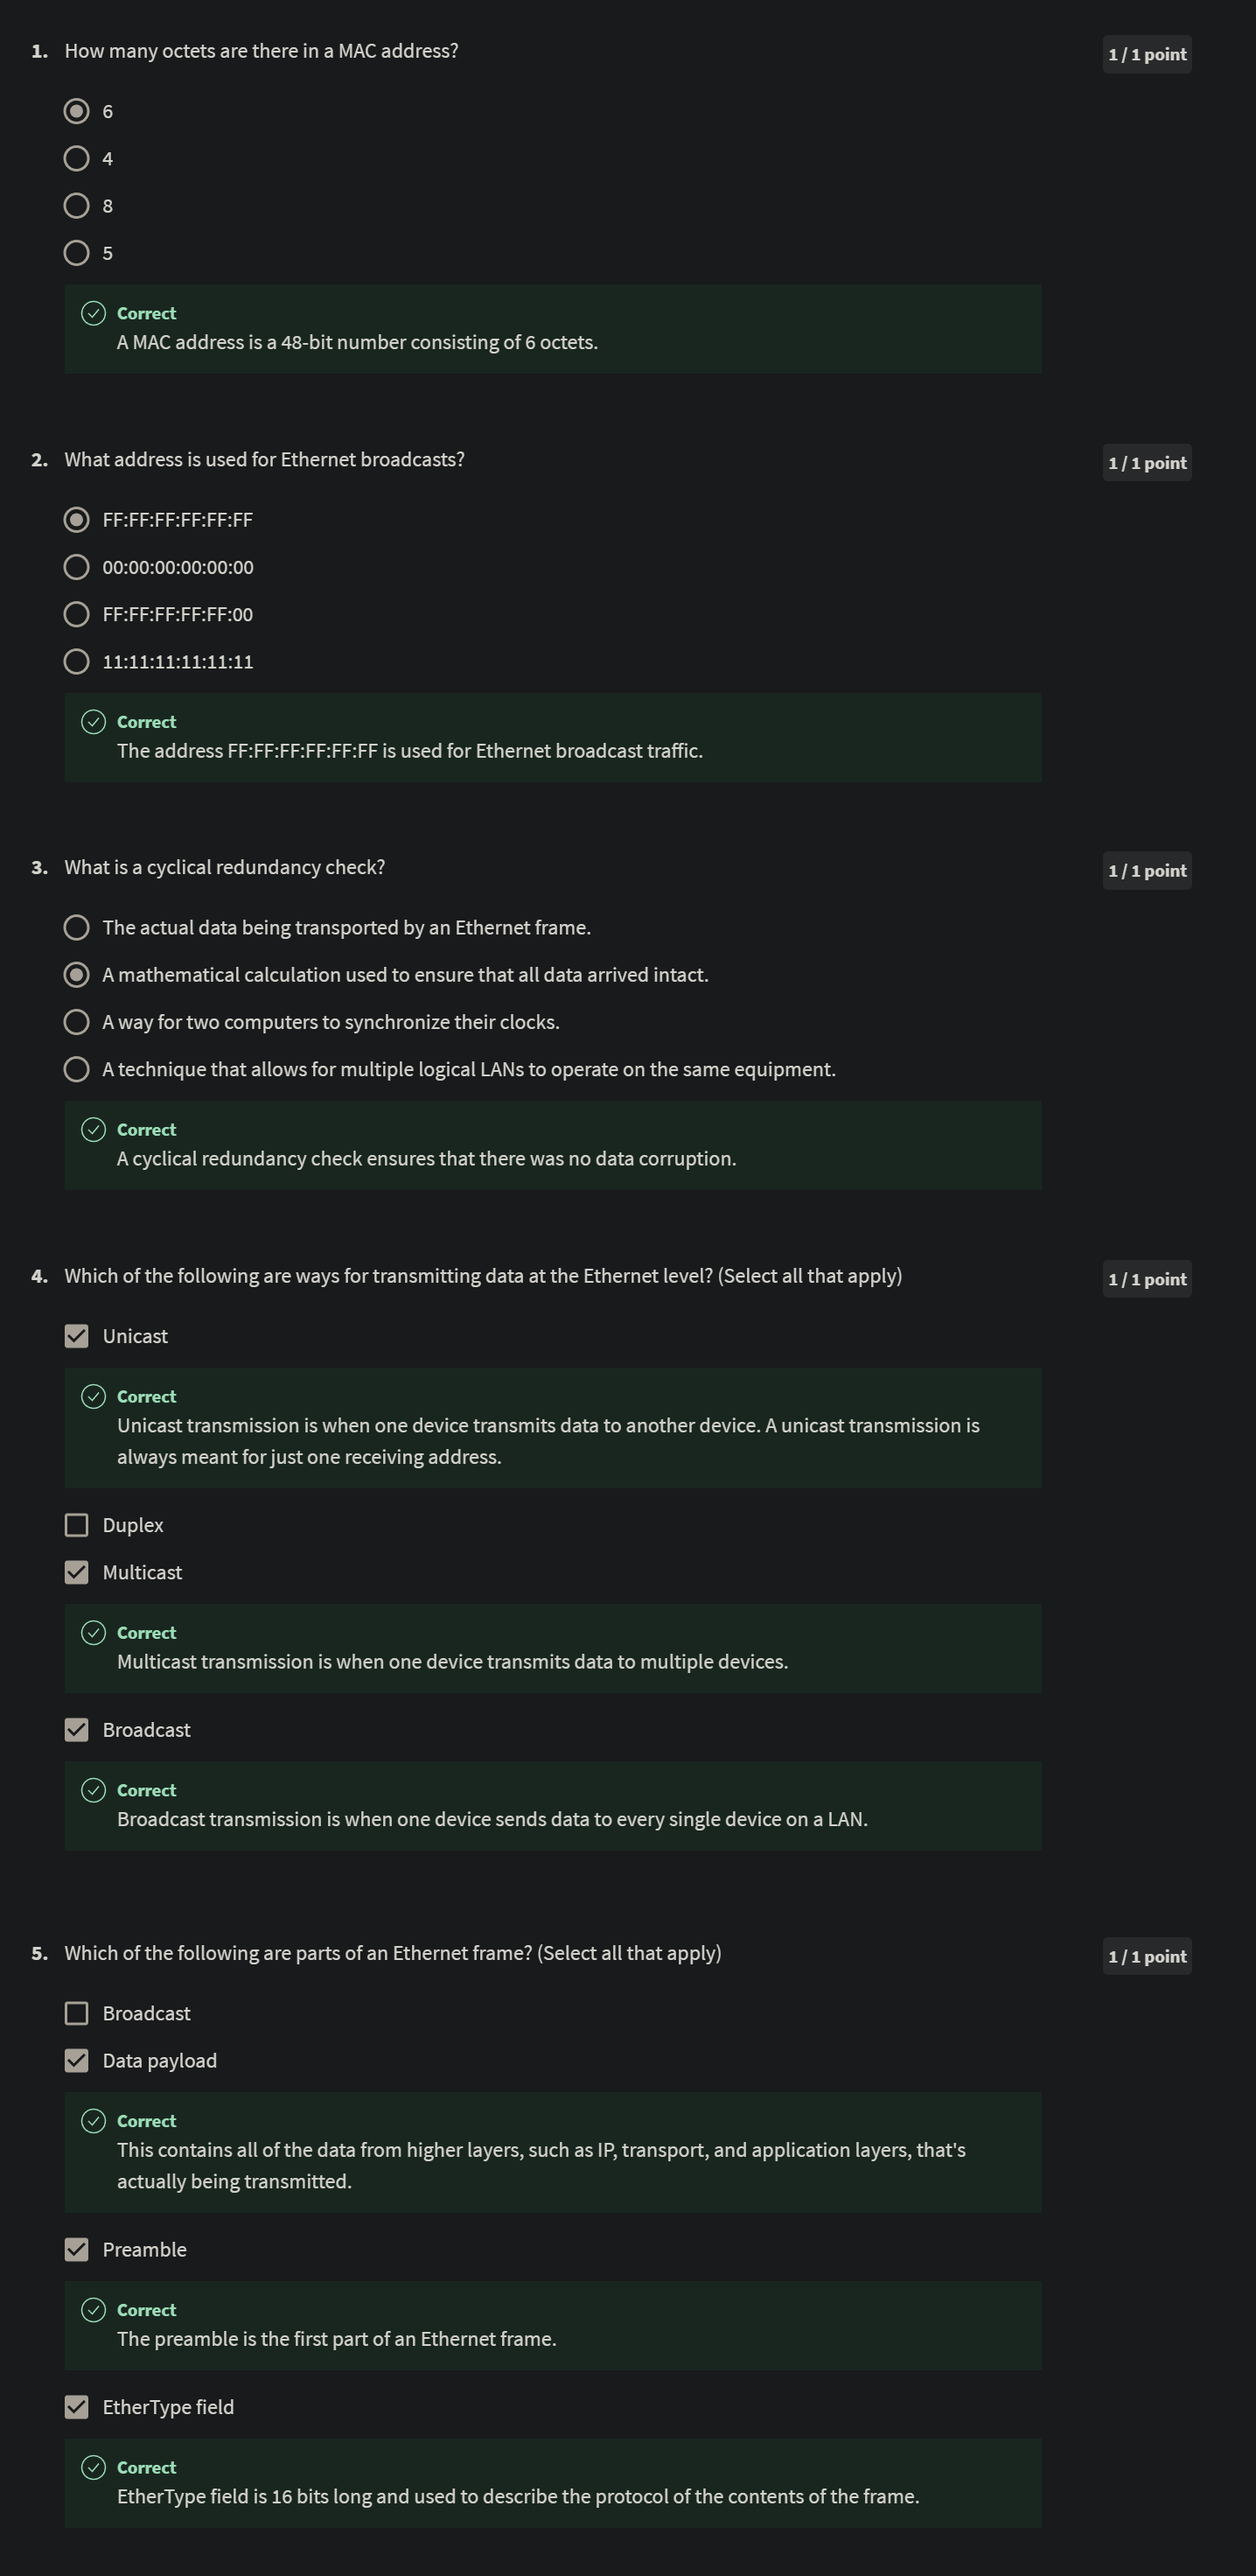 1. How many octets are there in a MAC address?
1 / 1 point
6
4
8
5
Correct
A MAC address is a 48-bit number consisting of 6 octets.
2. What address is used for Ethernet broadcasts?
1 / 1 point
FF:FF:FF:FF:FF:FF
00:00:00:00:00:00
FF:FF:FF:FF:FF:00
11:11:11:11:11:11
Correct
The address FF:FF:FF:FF:FF:FF is used for Ethernet broadcast traffic.
3. What is a cyclical redundancy check?
1 / 1 point
The actual data being transported by an Ethernet frame.
A mathematical calculation used to ensure that all data arrived intact.
A way for two computers to synchronize their clocks.
A technique that allows for multiple logical LANs to operate on the same equipment.
Correct
A cyclical redundancy check ensures that there was no data corruption.
4. Which of the following are ways for transmitting data at the Ethernet level? (Select all that apply)
1 / 1 point
Unicast
Correct
Unicast transmission is when one device transmits data to another device. A unicast transmission is
always meant for just one receiving address.
Duplex
Multicast
Correct
Multicast transmission is when one device transmits data to multiple devices.
Broadcast
Correct
Broadcast transmission is when one device sends data to every single device on a LAN.
5. Which of the following are parts of an Ethernet frame? (Select all that apply)
1 / 1 point
Broadcast
Data payload
Correct
This contains all of the data from higher layers, such as IP, transport, and application layers, that's
actually being transmitted.
Preamble
Correct
The preamble is the first part of an Ethernet frame.
EtherType field
Correct
EtherType field is 16 bits long and used to describe the protocol of the contents of the frame.